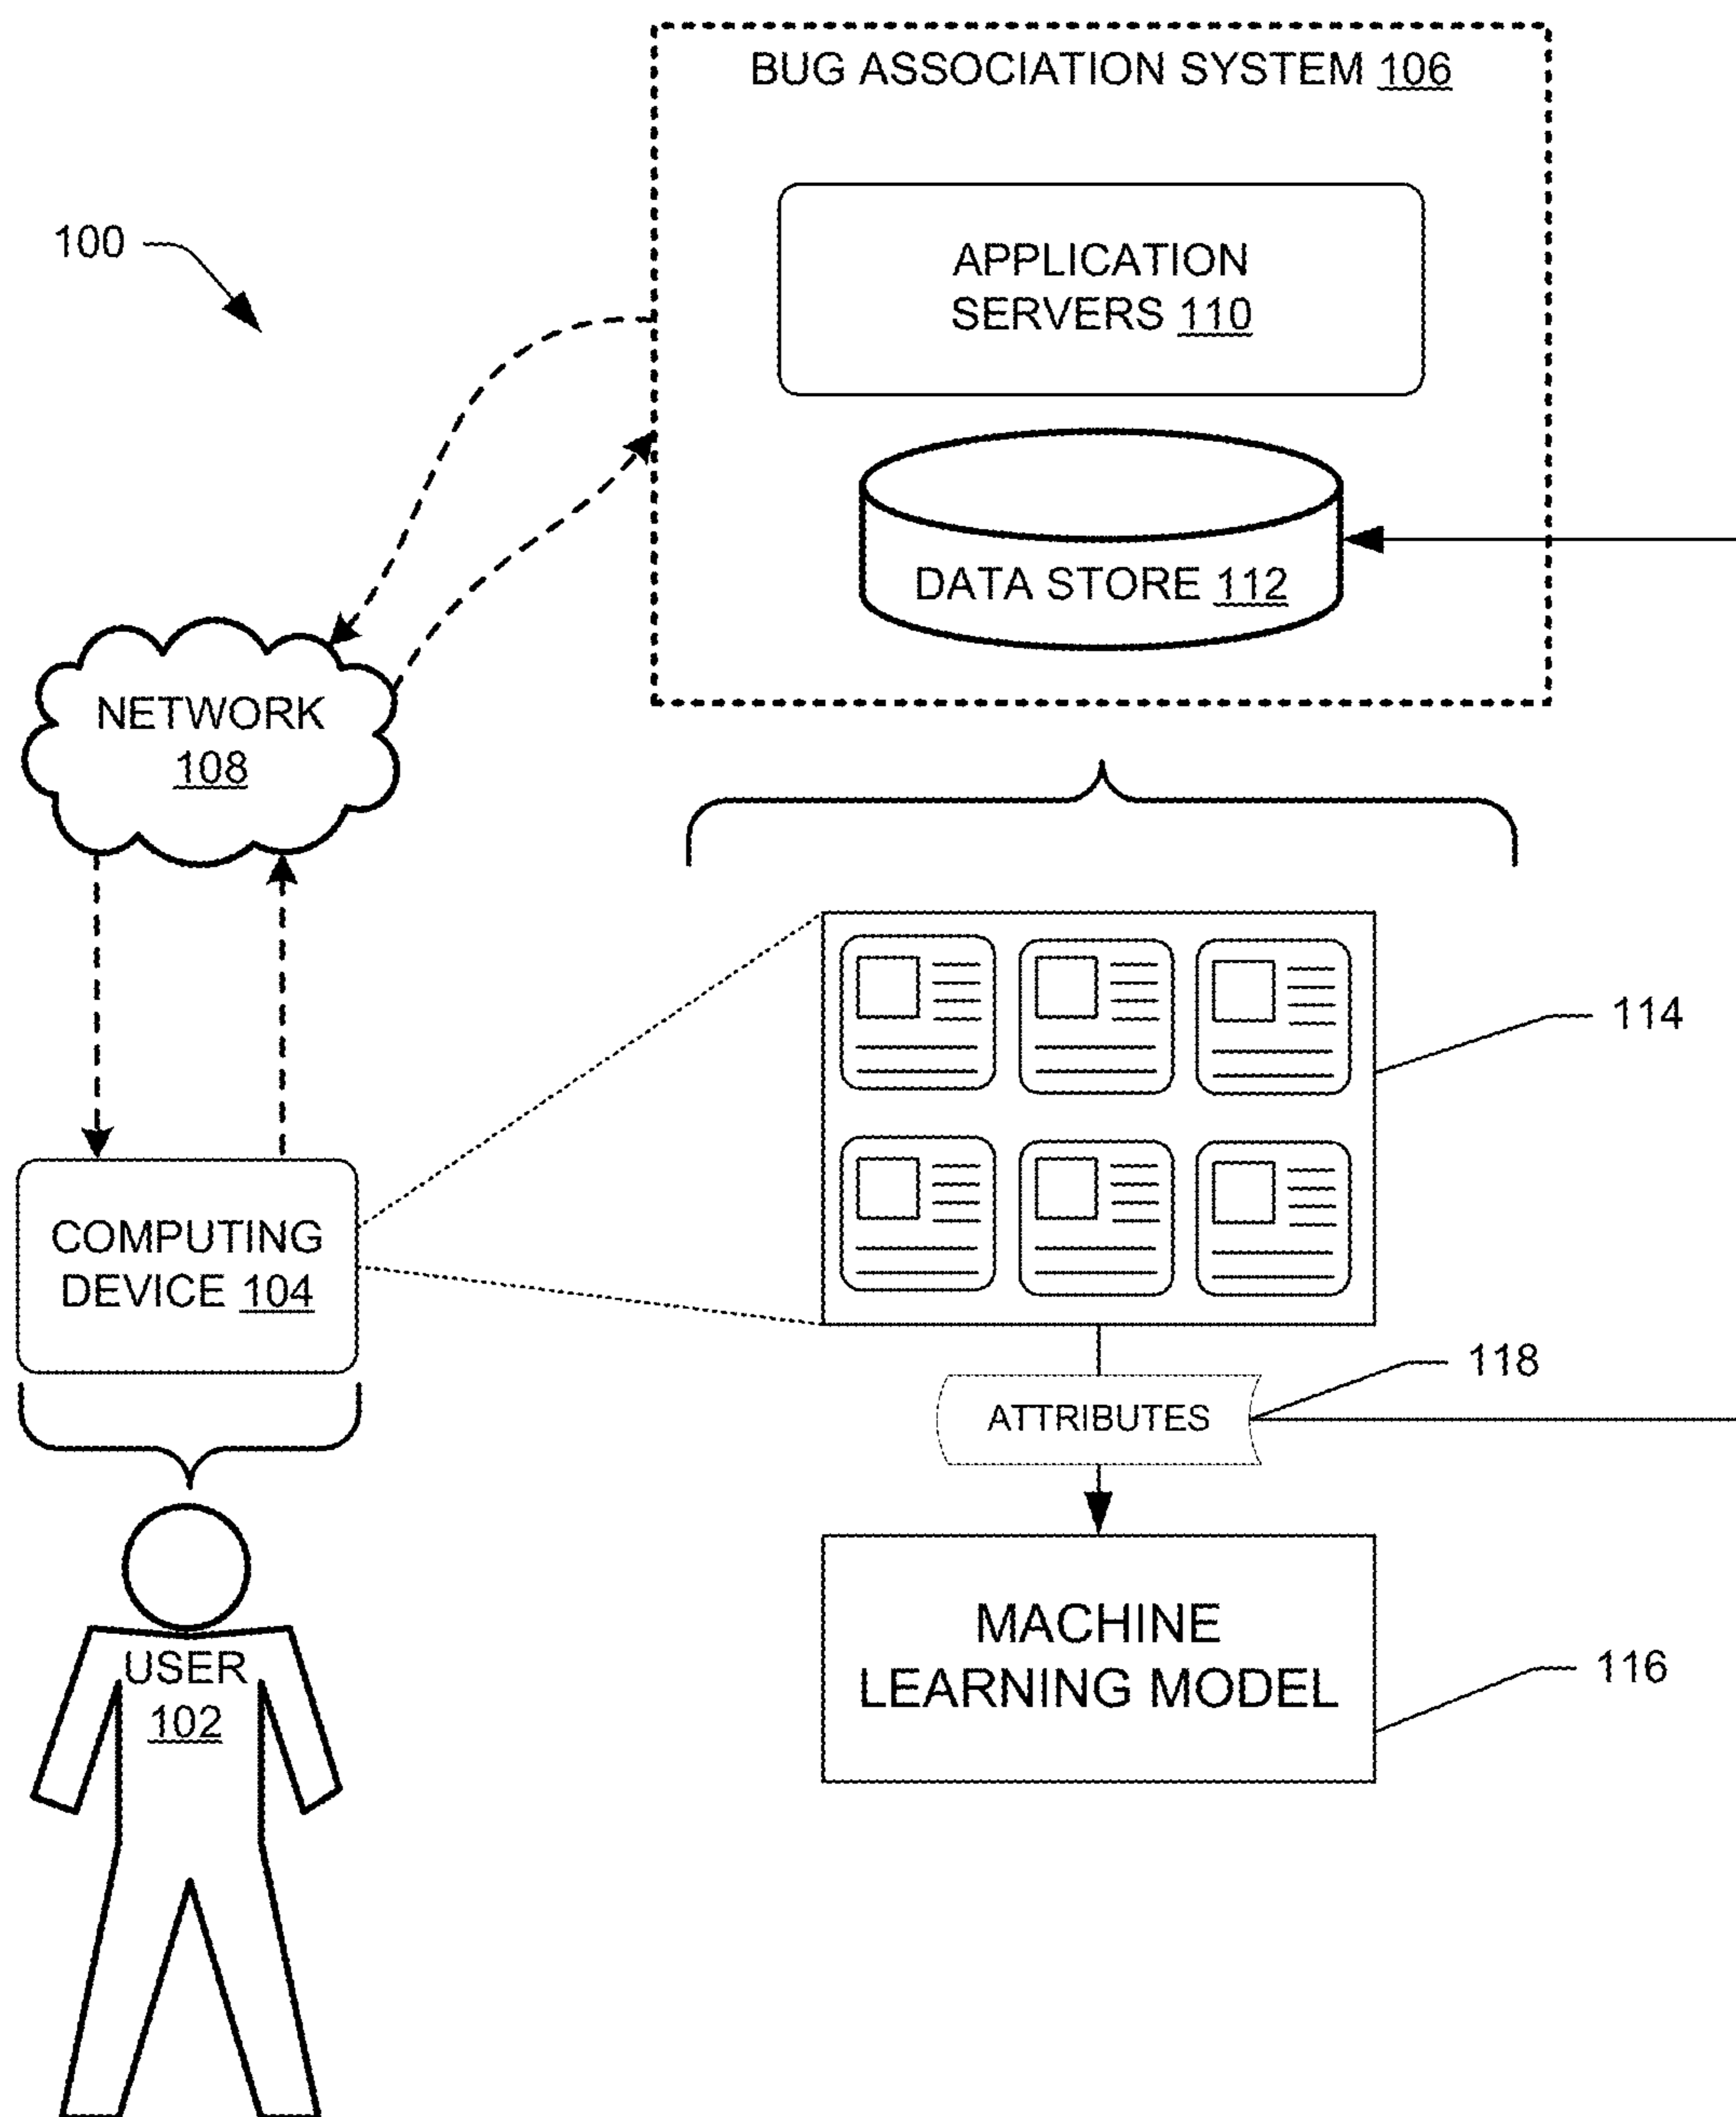 BUG ASSOCIATION SYSTEM 106
100
APPLICATION
SERVERS 110
DATA STORE 112
NETWORK
108
114
COMPUTING
DEVICE 104
118
ATTRIBUTES
MACHINE
LEARNING MODEL
116
USER
102